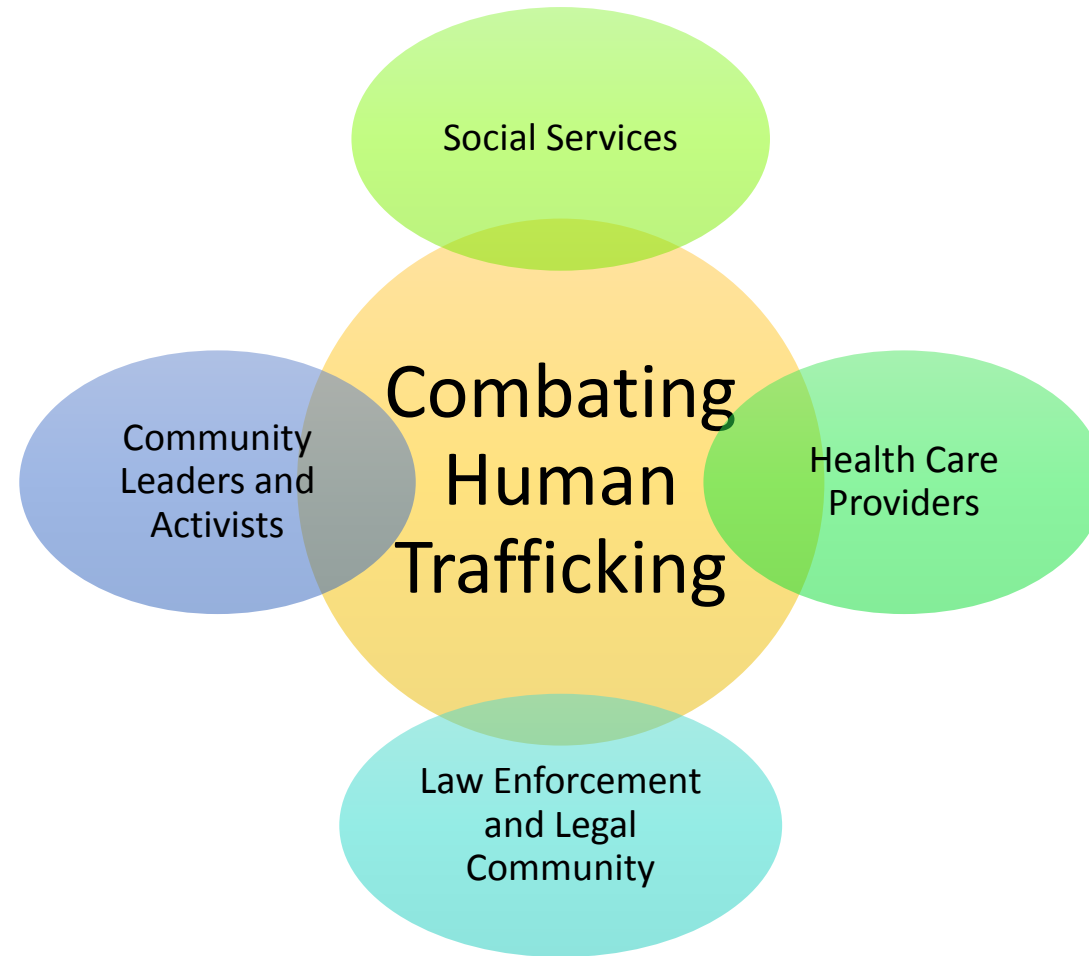 Social Services
Combating
Human
Trafficking
Community
Leaders and
Activists
Health Care
Providers
Law Enforcement
and Legal
Community